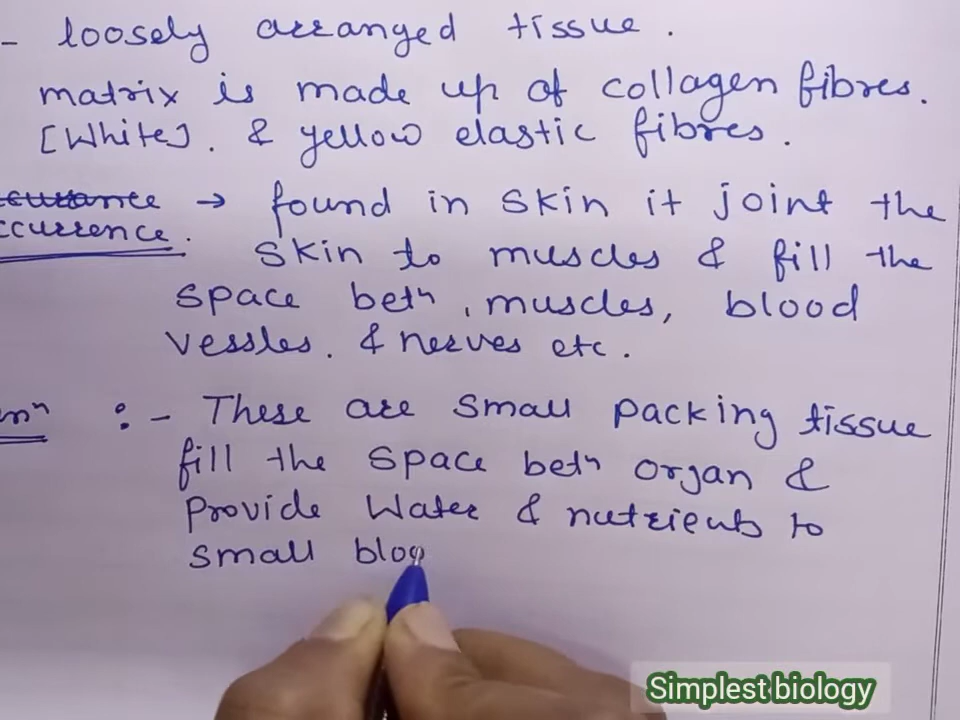 - loosely arranged tissue.
matrix is made up of collagen fibres.
[White]. & yellow elastic fibres.
→ found in skin it joint the
ccurrence.
skin to muscles & fill the
space betⁿ, muscles, blood
vessles. & nerves etc.
:- These are small packing tissue
fill the space betⁿ organ &
provide water & nutrients to
small bloo
Simplest biology